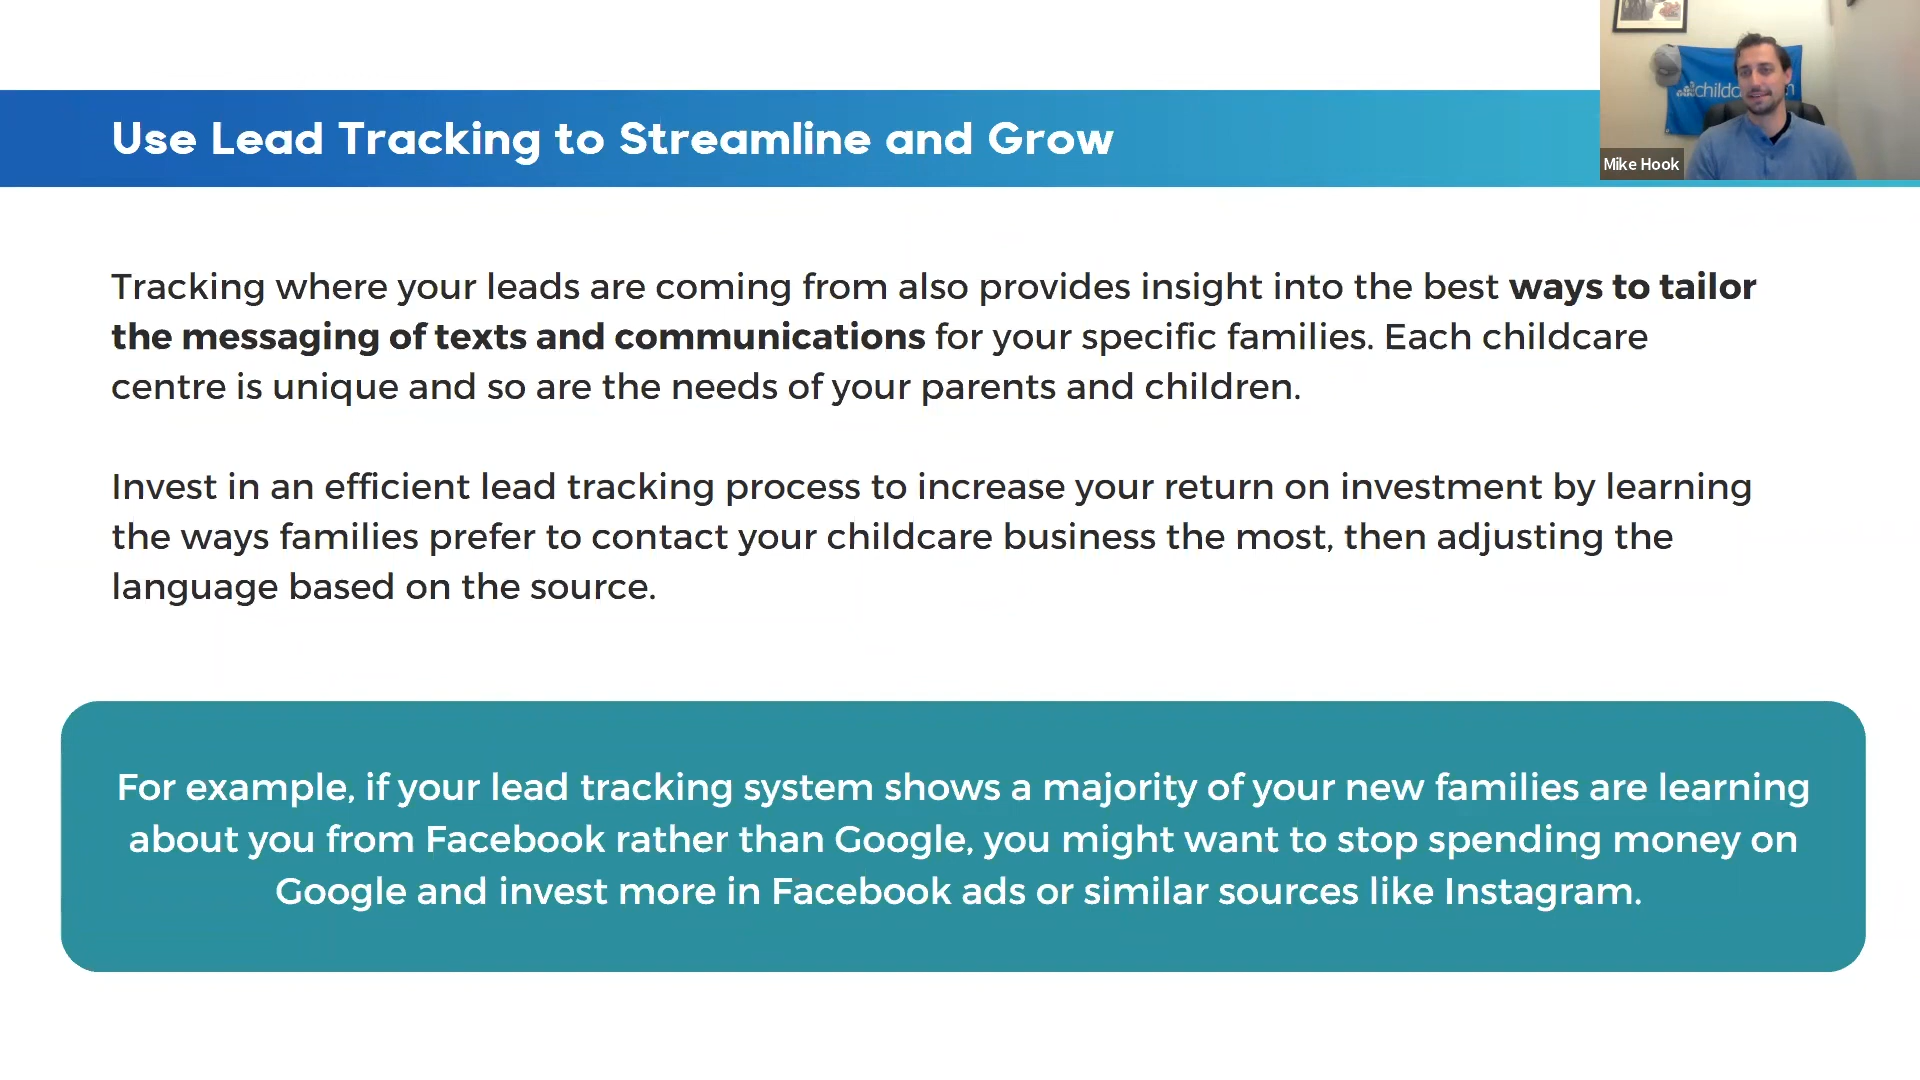 Use Lead Tracking to Streamline and Grow
childc
Mike Hook
Tracking where your leads are coming from also provides insight into the best ways to tailor
the messaging of texts and communications for your specific families. Each childcare
centre is unique and so are the needs of your parents and children.
Invest in an efficient lead tracking process to increase your return on investment by learning
the ways families prefer to contact your childcare business the most, then adjusting the
language based on the source.
For example, if your lead tracking system shows a majority of your new families are learning
about you from Facebook rather than Google, you might want to stop spending money on
Google and invest more in Facebook ads or similar sources like Instagram.